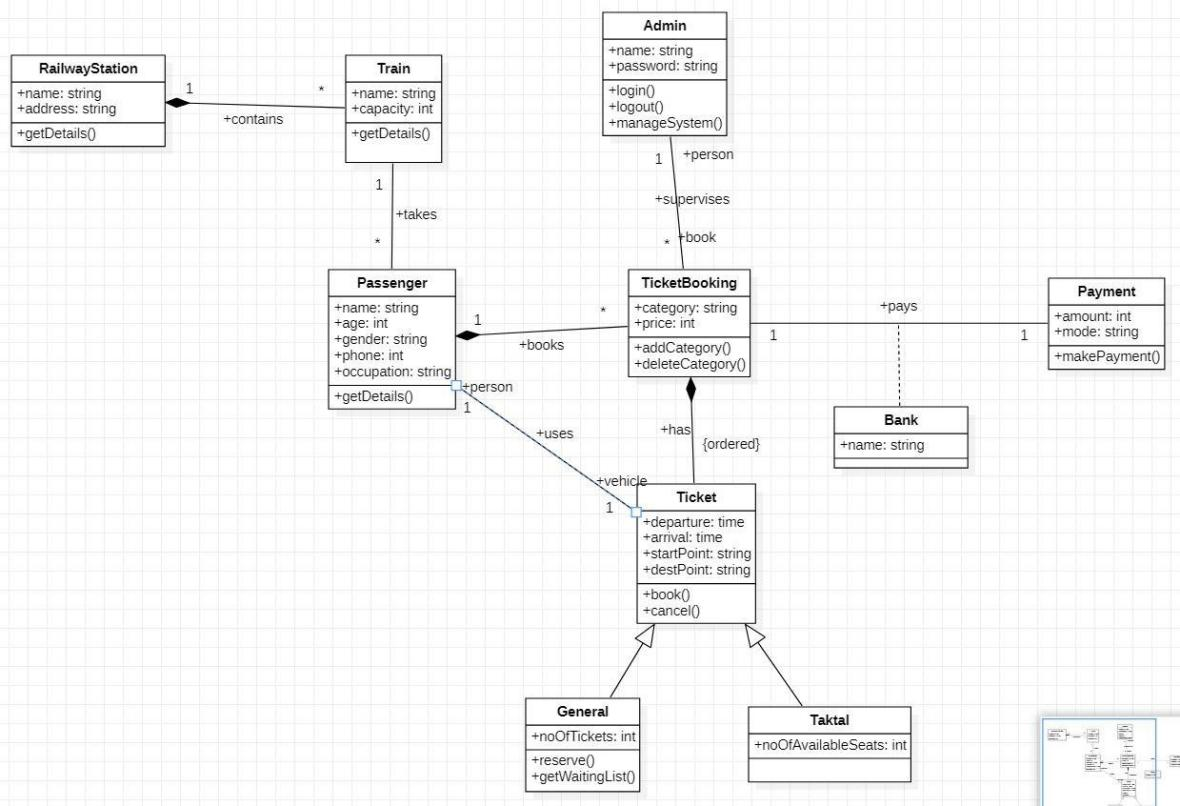 Admin
+name: string
+password: string
+login()
+logout()
+manageSystem()
RailwayStation
+name: string
+address: string
+getDetails()
1
*
+contains
Train
+name: string
+capacity: int
+getDetails()
1
+person
+supervises
*
+book
1
+takes
*
Passenger
+name: string
+age: int
+gender: string
+phone: int
+occupation: string
+getDetails()
1
*
+books
TicketBooking
+category: string
+price: int
+addCategory()
+deleteCategory()
+pays
1
1
Payment
+amount: int
+mode: string
+makePayment()
Bank
+name: string
+person
1
+uses
+vehicle
1
+has
{ordered}
Ticket
+departure: time
+arrival: time
+startPoint: string
+destPoint: string
+book()
+cancel()
General
+noOfTickets: int
+reserve()
+getWaitingList()
Taktal
+noOfAvailableSeats: int